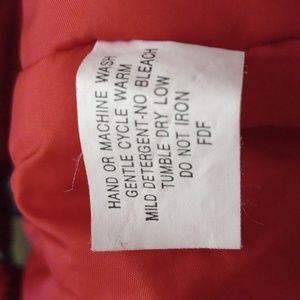 HAND OR MACHINE WASH
GENTLE CYCLE WARM
MILD DETERGENT-NO BLEACH
TUMBLE DRY LOW
DO NOT IRON
FDF